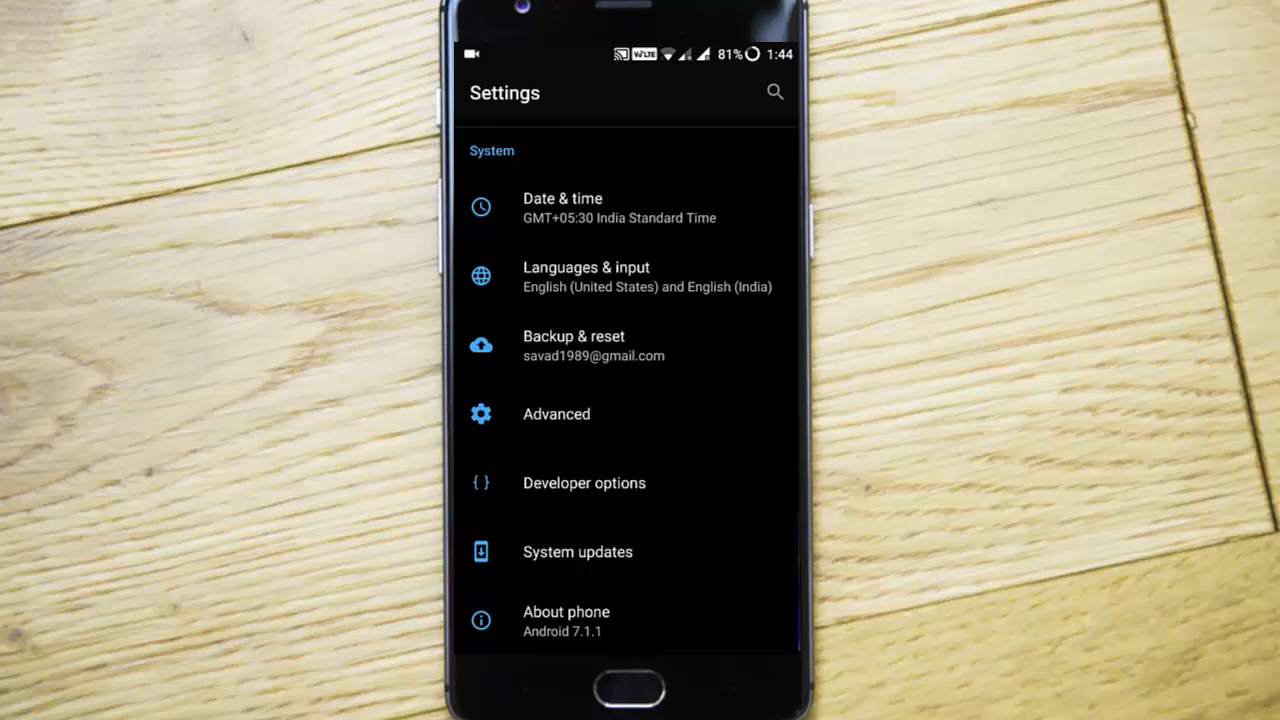 VoLTE 81% 1:44
Settings
System
Date & time
GMT+05:30 India Standard Time
Languages & input
English (United States) and English (India)
Backup & reset
savad1989@gmail.com
Advanced
{ } Developer options
System updates
About phone
Android 7.1.1